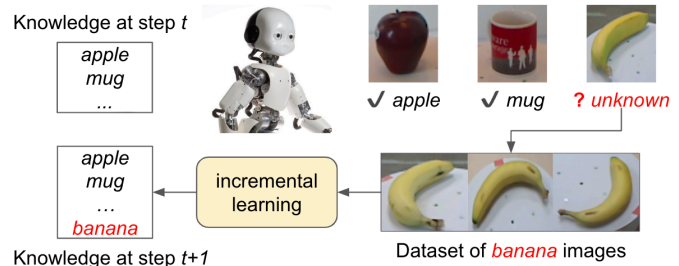 Knowledge at step t
apple
mug
...
✔ apple
✔ mug
? unknown
apple
mug
...
banana
incremental
learning
Dataset of banana images
Knowledge at step t+1